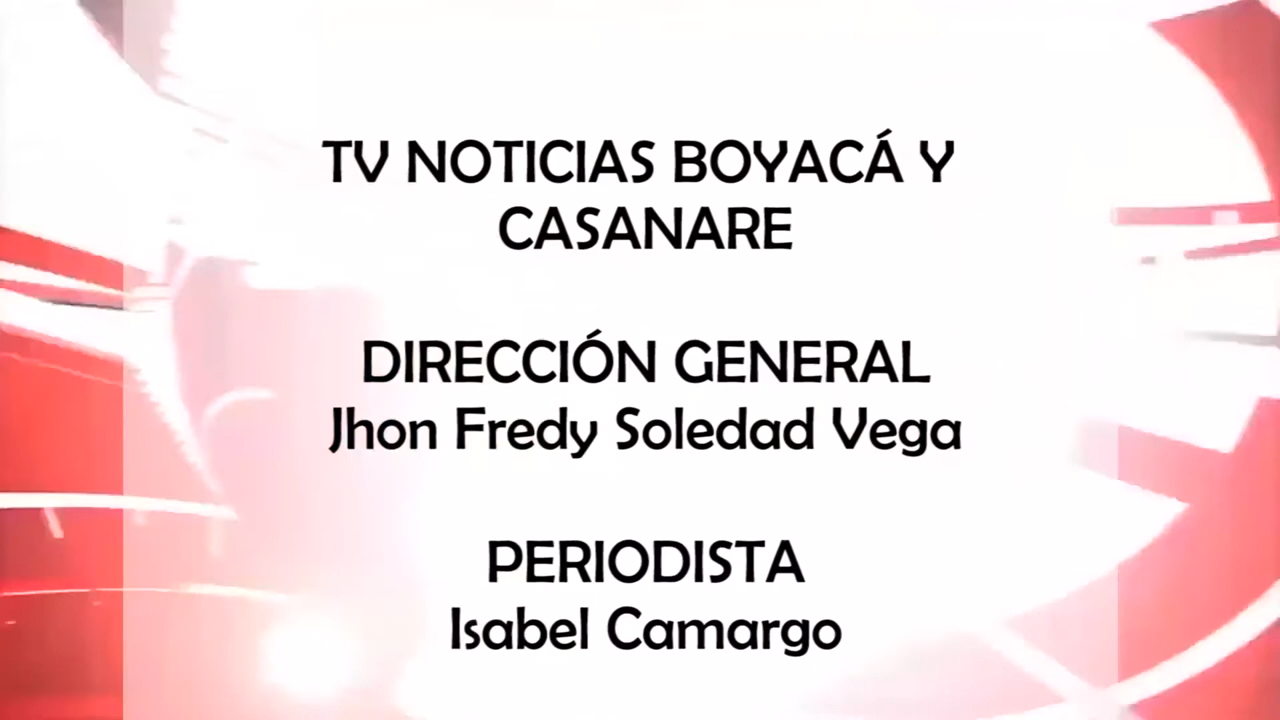 TV NOTICIAS BOYACÁ Y
CASANARE
DIRECCIÓN GENERAL
Jhon Fredy Soledad Vega
PERIODISTA
Isabel Camargo